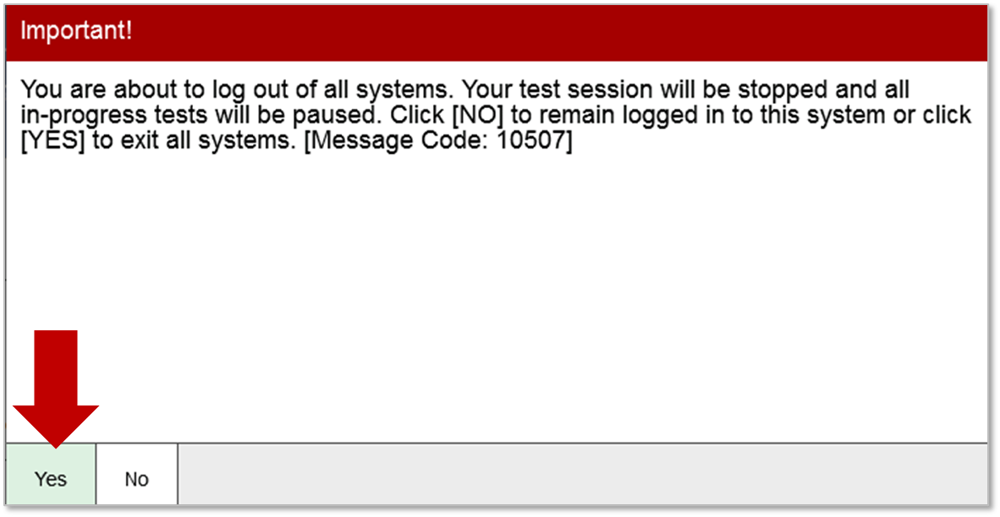 Important!
You are about to log out of all systems. Your test session will be stopped and all
in-progress tests will be paused. Click [NO] to remain logged in to this system or click
[YES] to exit all systems. [Message Code: 10507]
Yes
No